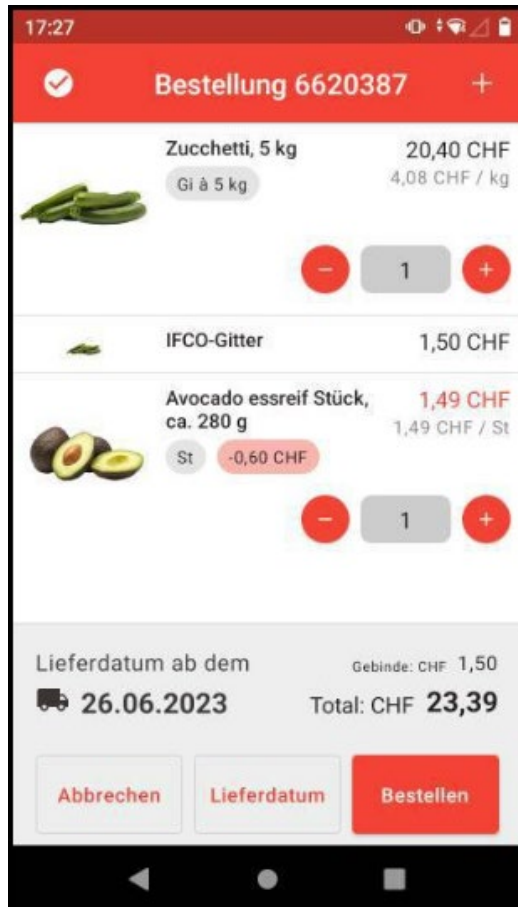 17:27
Bestellung 6620387 +
Zucchetti, 5 kg 20,40 CHF
Gi à 5 kg 4,08 CHF / kg
− 1 +
IFCO-Gitter 1,50 CHF
Avocado essreif Stück, 1,49 CHF
ca. 280 g 1,49 CHF / St
St -0,60 CHF
− 1 +
Lieferdatum ab dem Gebinde: CHF 1,50
26.06.2023 Total: CHF 23,39
Abbrechen Lieferdatum Bestellen